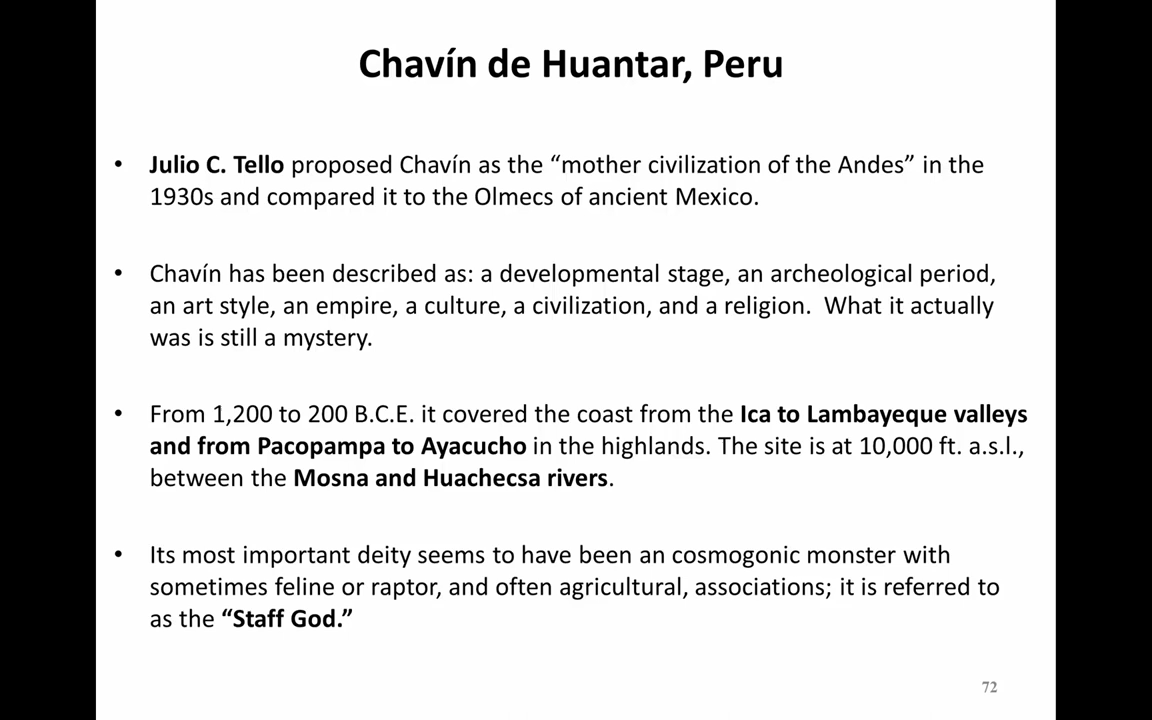 Chavín de Huantar, Peru
• Julio C. Tello proposed Chavín as the “mother civilization of the Andes” in the
1930s and compared it to the Olmecs of ancient Mexico.
• Chavín has been described as: a developmental stage, an archeological period,
an art style, an empire, a culture, a civilization, and a religion.  What it actually
was is still a mystery.
• From 1,200 to 200 B.C.E. it covered the coast from the Ica to Lambayeque valleys
and from Pacopampa to Ayacucho in the highlands. The site is at 10,000 ft. a.s.l.,
between the Mosna and Huachecsa rivers.
• Its most important deity seems to have been an cosmogonic monster with
sometimes feline or raptor, and often agricultural, associations; it is referred to
as the “Staff God.”
72